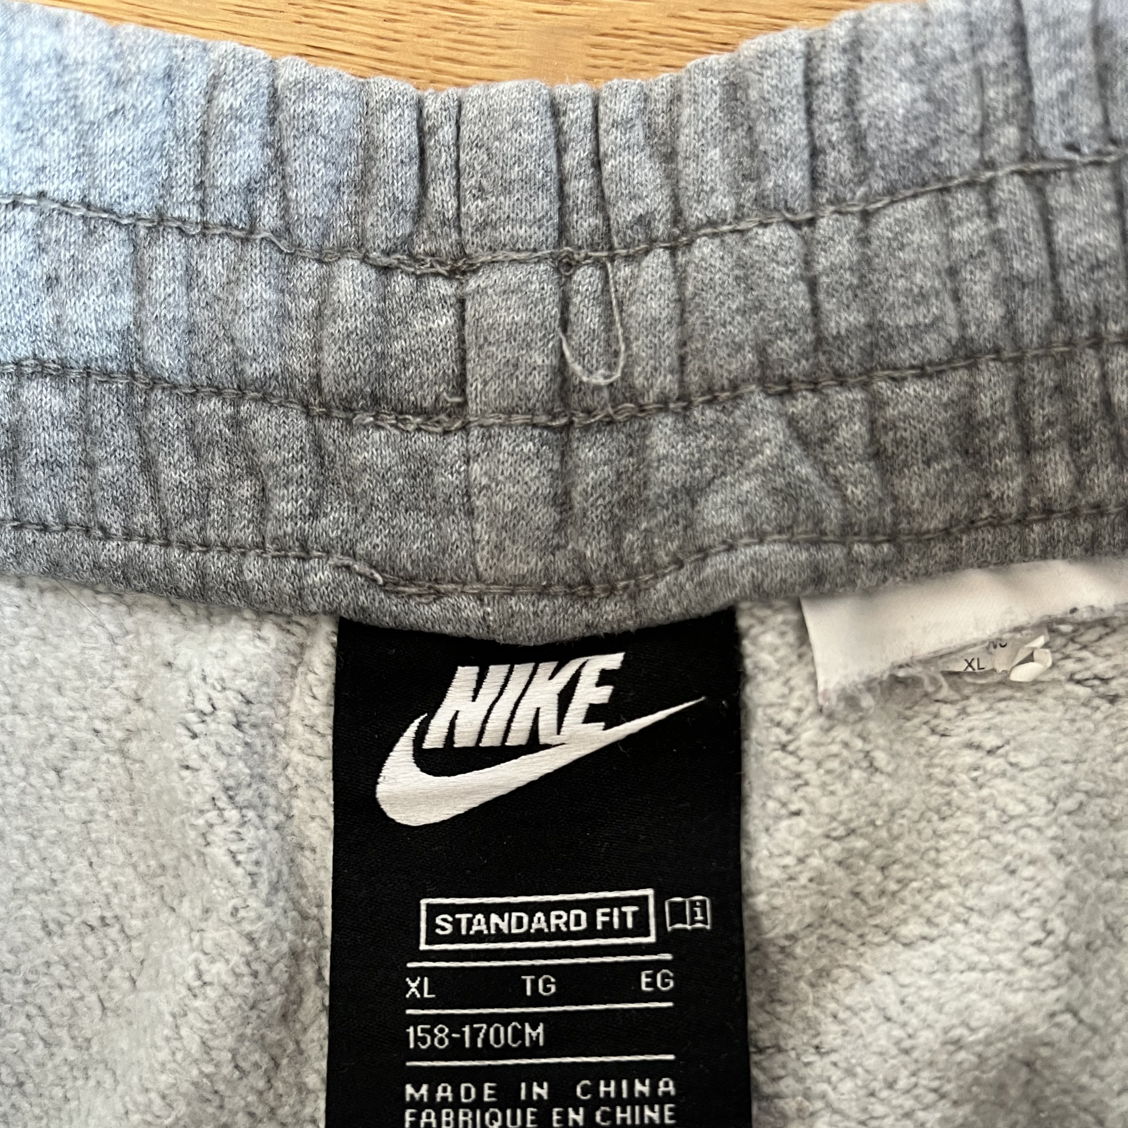 XL
NIKE
STANDARD FIT
XL TG EG
158-170CM
MADE IN CHINA
FABRIQUE EN CHINE